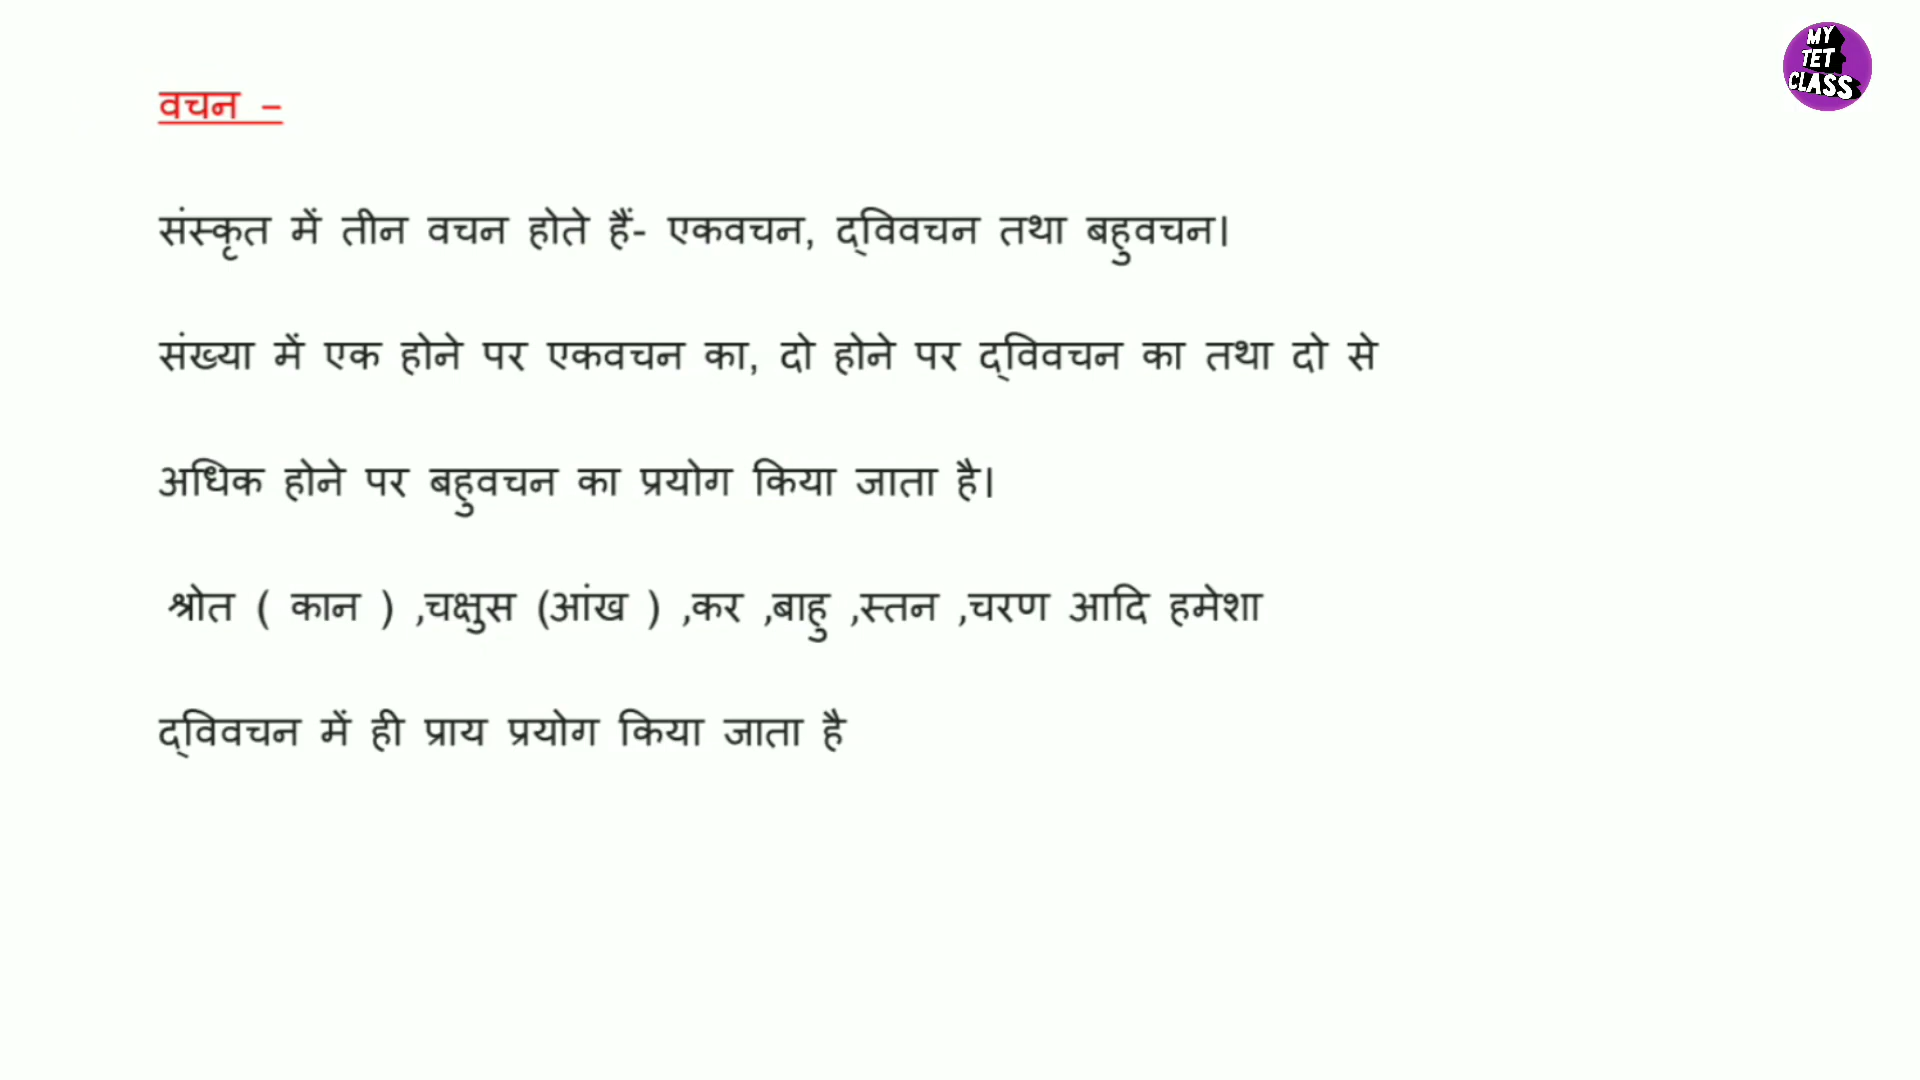 MY
TET
CLASS
वचन –
संस्कृत में तीन वचन होते हैं- एकवचन, द्विवचन तथा बहुवचन।
संख्या में एक होने पर एकवचन का, दो होने पर द्विवचन का तथा दो से
अधिक होने पर बहुवचन का प्रयोग किया जाता है।
श्रोत ( कान ) ,चक्षुस (आंख ) ,कर ,बाहु ,स्तन ,चरण आदि हमेशा
द्विवचन में ही प्राय प्रयोग किया जाता है